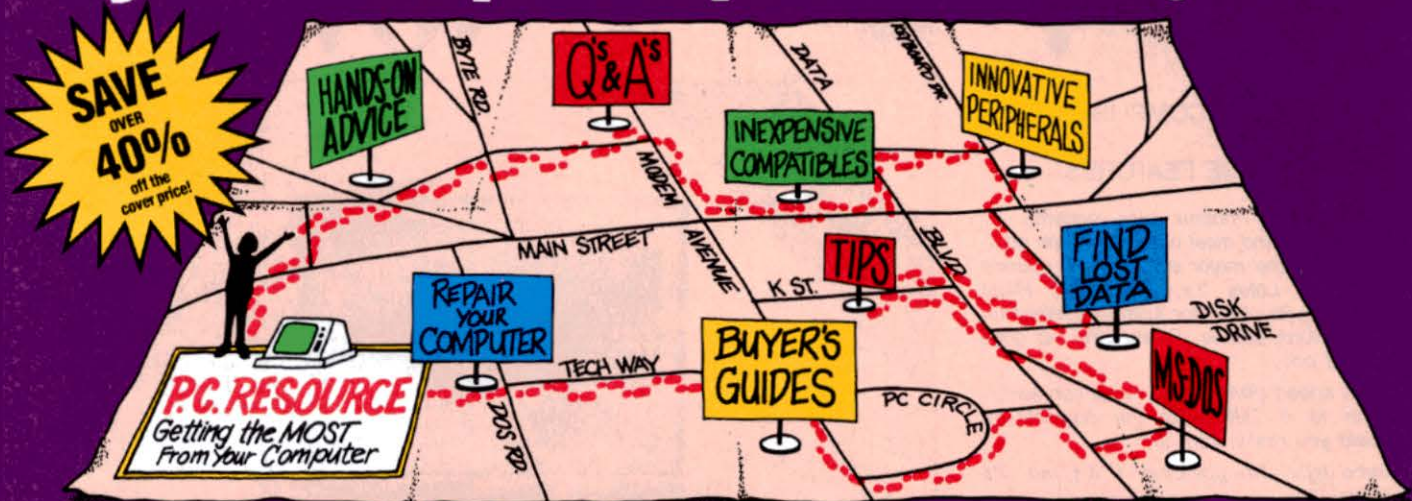 SAVE
OVER
40%
off the
cover price!
HANDS-ON
ADVICE
BYTE RD.
Q's
& A's
DATA
INNOVATIVE
PERIPHERALS
INEXPENSIVE
COMPATIBLES
MODEM
AVENUE
MAIN STREET
BLVD.
TIPS
K ST.
FIND
LOST
DATA
DISK
DRIVE
REPAIR
YOUR
COMPUTER
TECH WAY
DOS RD.
BUYER'S
GUIDES
PC CIRCLE
MS-DOS
P.C. RESOURCE
Getting the MOST
From Your Computer